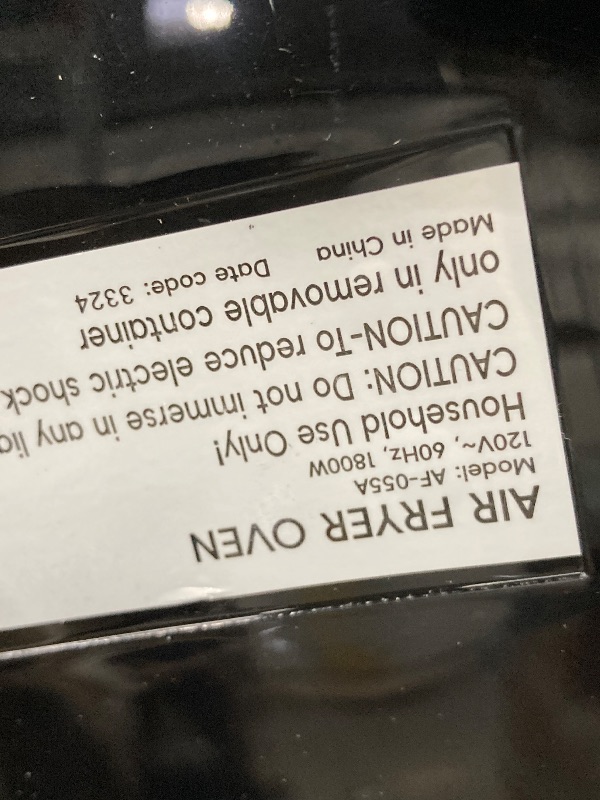 AIR FRYER OVEN
Model: AF-055A
120V~, 60Hz, 1800W
Household Use Only!
CAUTION: Do not immerse in any
CAUTION-To reduce electric shock
only in removable container
Made in China Date code: 3324